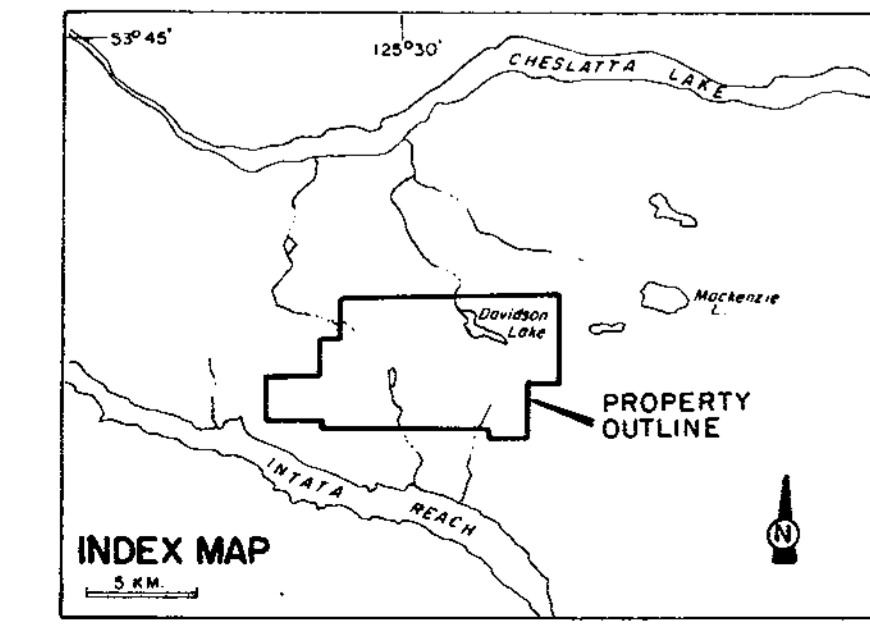 53° 45'
125°30'
CHESLATTA LAKE
Mackenzie
L.
Davidson
Lake
PROPERTY
OUTLINE
INTATA REACH
N
INDEX MAP
5 KM.